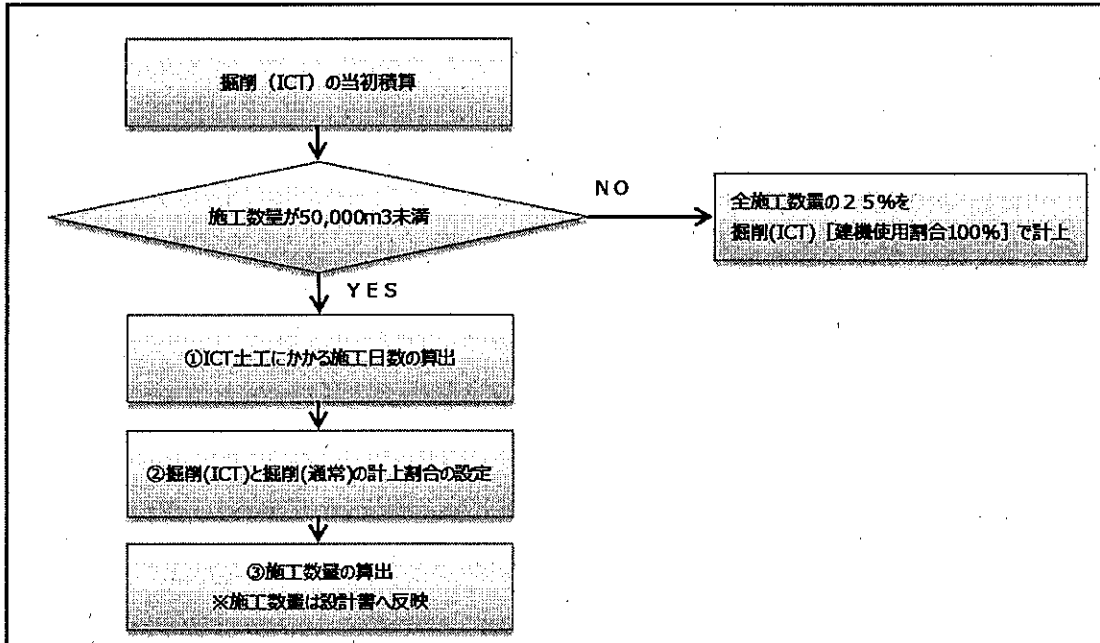 掘削（ICT）の当初積算
施工数量が50,000m3未満
NO
全施工数量の２５％を
掘削(ICT)［建機使用割合100%］で計上
YES
①ICT土工にかかる施工日数の算出
②掘削(ICT)と掘削(通常)の計上割合の設定
③施工数量の算出
※施工数量は設計書へ反映